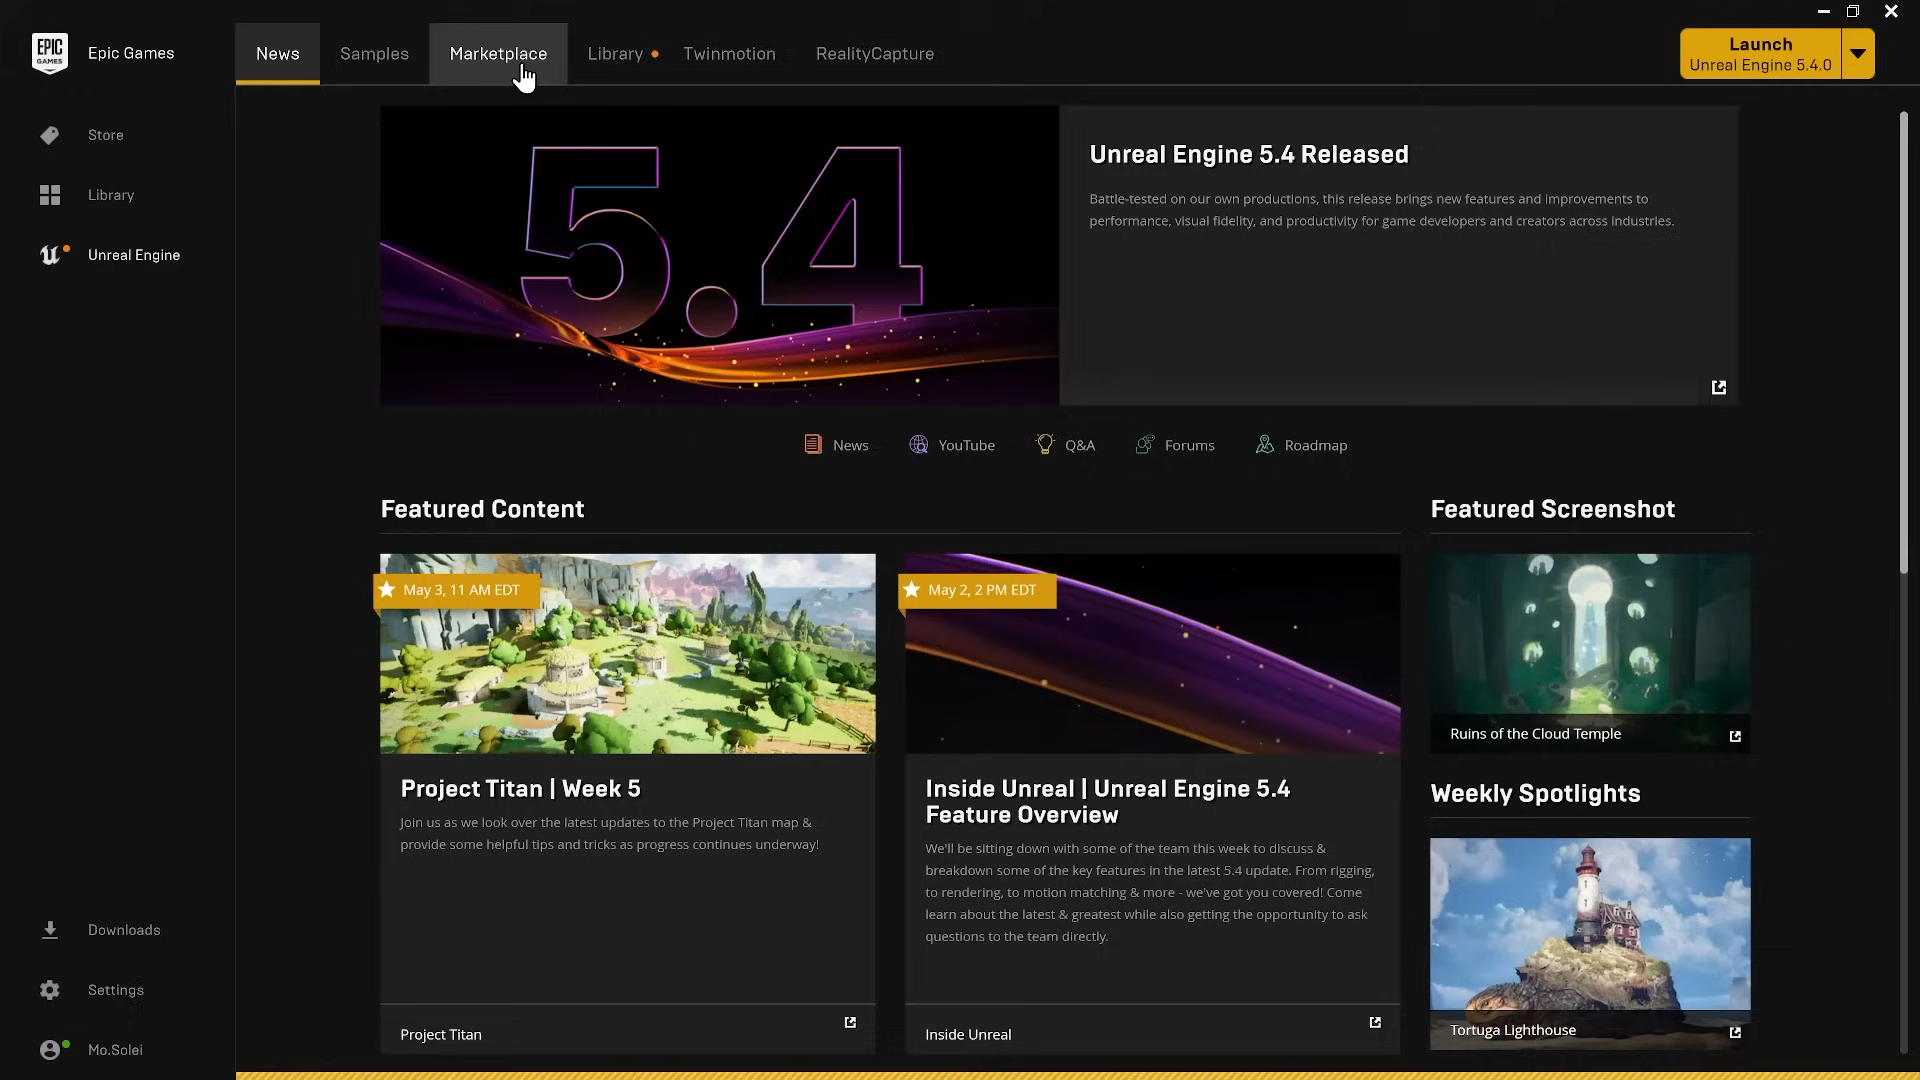 EPIC GAMES
Epic Games
News
Samples
Marketplace
Library
Twinmotion
RealityCapture
Launch
Unreal Engine 5.4.0
Store
Library
Unreal Engine
5.4
Unreal Engine 5.4 Released
Battle-tested on our own productions, this release brings new features and improvements to
performance, visual fidelity, and productivity for game developers and creators across industries.
News
YouTube
Q&A
Forums
Roadmap
Featured Content
Featured Screenshot
May 3, 11 AM EDT
May 2, 2 PM EDT
Ruins of the Cloud Temple
Project Titan | Week 5
Join us as we look over the latest updates to the Project Titan map &
provide some helpful tips and tricks as progress continues underway!
Project Titan
Inside Unreal | Unreal Engine 5.4
Feature Overview
We'll be sitting down with some of the team this week to discuss &
breakdown some of the key features in the latest 5.4 update. From rigging,
to rendering, to motion matching & more - we've got you covered! Come
learn about the latest & greatest while also getting the opportunity to ask
questions to the team directly.
Inside Unreal
Weekly Spotlights
Tortuga Lighthouse
Downloads
Settings
Mo.Solei